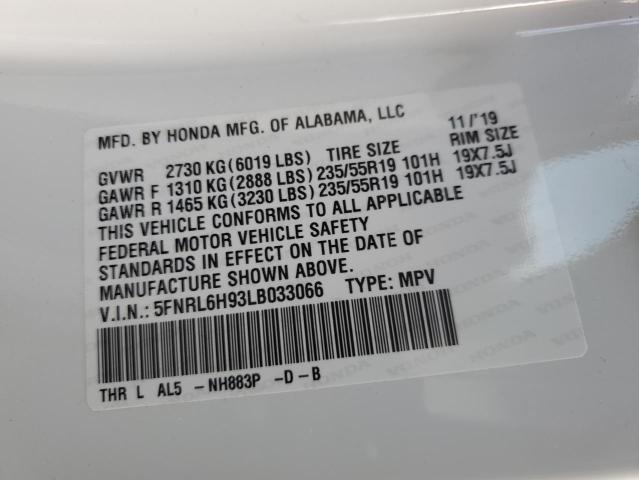 MFD. BY HONDA MFG. OF ALABAMA, LLC 11/'19
GVWR 2730 KG(6019 LBS) TIRE SIZE RIM SIZE
GAWR F 1310 KG(2888 LBS)235/55R19 101H 19X7.5J
GAWR R 1465 KG(3230 LBS)235/55R19 101H 19X7.5J
THIS VEHICLE CONFORMS TO ALL APPLICABLE
FEDERAL MOTOR VEHICLE SAFETY
STANDARDS IN EFFECT ON THE DATE OF
MANUFACTURE SHOWN ABOVE.
V.I.N.: 5FNRL6H93LB033066 TYPE: MPV
THR L AL5 -NH883P -D-B